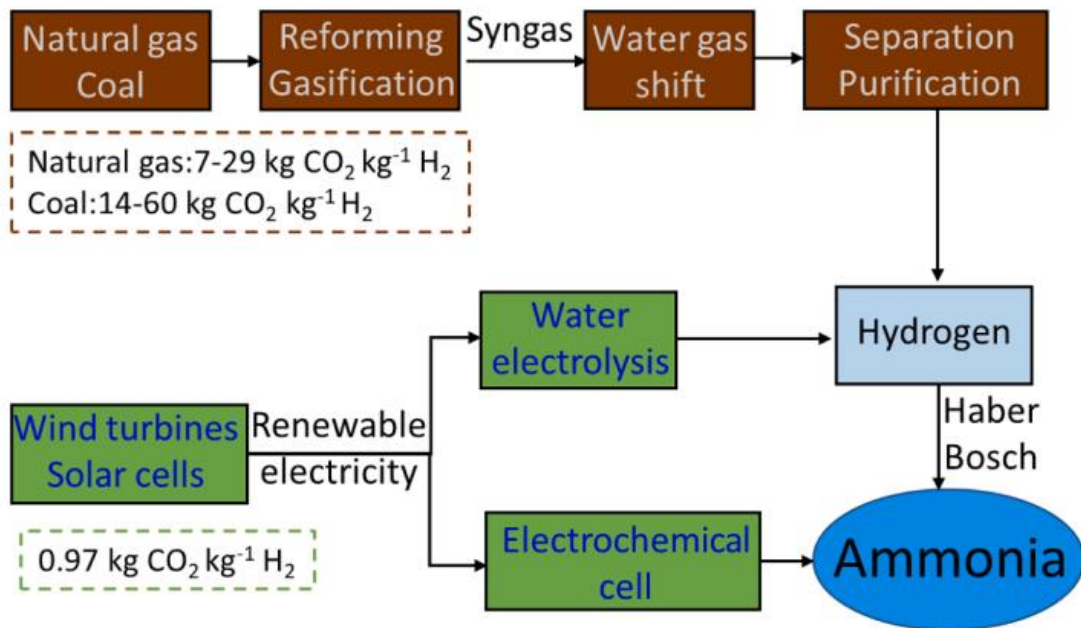 Natural gas
Coal
Reforming
Gasification
Syngas
Water gas
shift
Separation
Purification
Natural gas:7-29 kg CO₂ kg⁻¹ H₂
Coal:14-60 kg CO₂ kg⁻¹ H₂
Water
electrolysis
Hydrogen
Haber
Bosch
Wind turbines
Solar cells
Renewable
electricity
0.97 kg CO₂ kg⁻¹ H₂
Electrochemical
cell
Ammonia